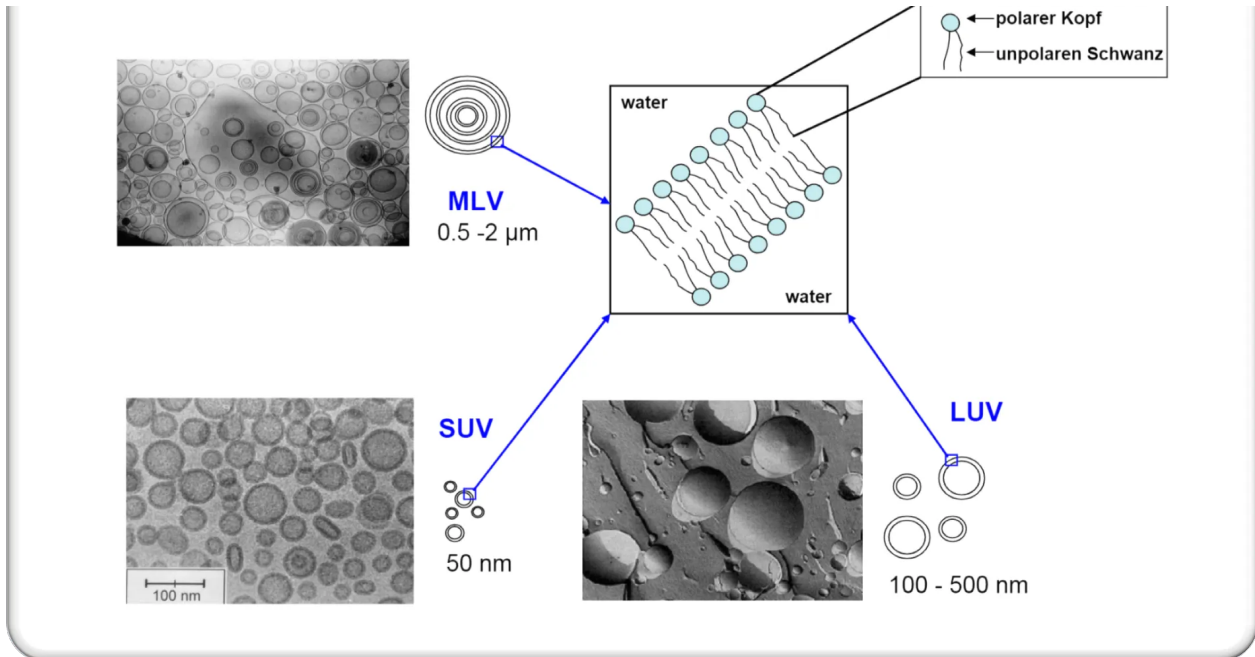 polarer Kopf
unpolaren Schwanz
water
MLV
0.5 -2 µm
water
SUV
LUV
50 nm
100 - 500 nm
100 nm